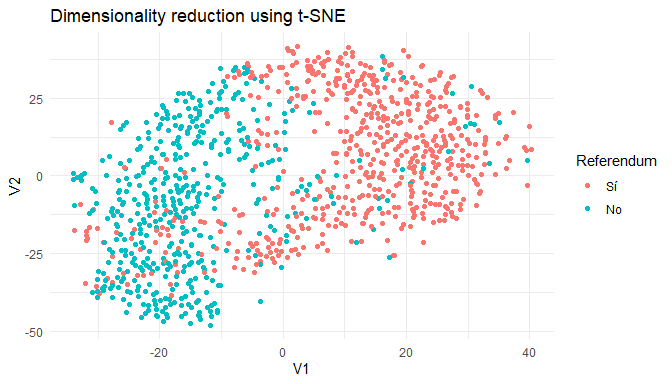 Dimensionality reduction using t-SNE
25
0
-25
-50
V2
-20
0
20
40
V1
Referendum
Sí
No